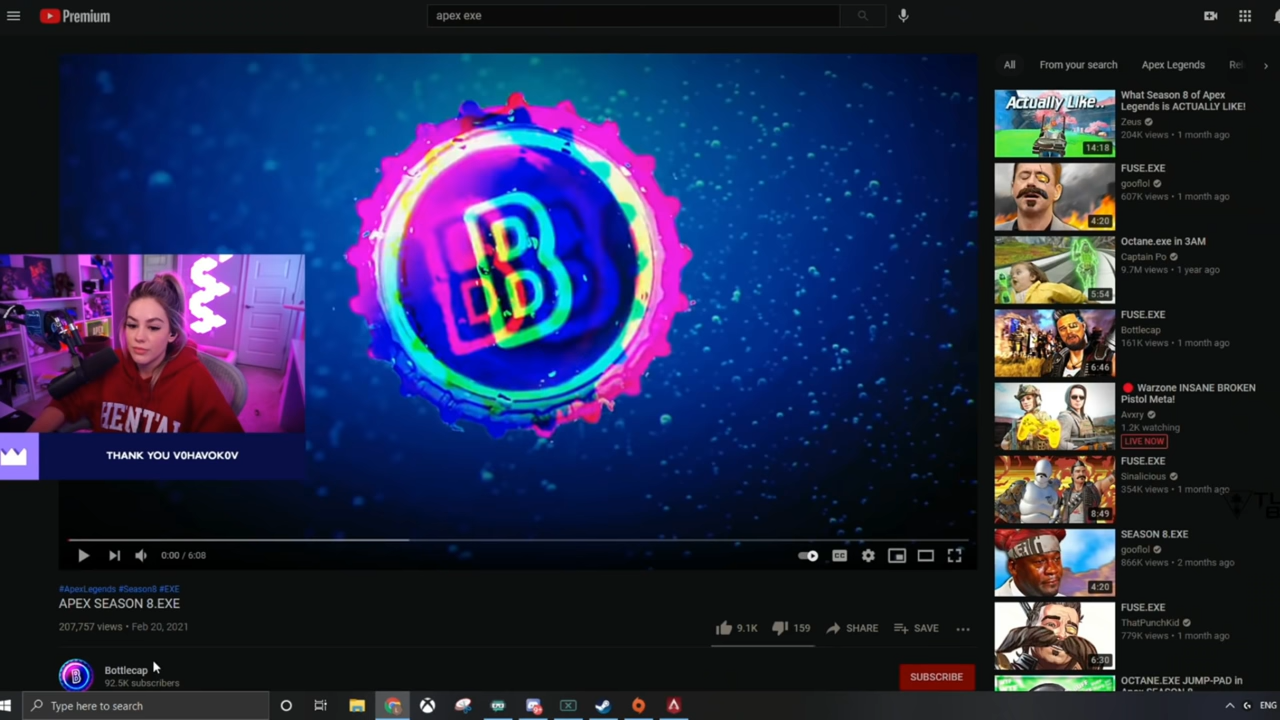 Premium
apex exe
All
From your search
Apex Legends
Actually Like..
14:18
What Season 8 of Apex
Legends is ACTUALLY LIKE!
Zeus
204K views • 1 month ago
4:20
FUSE.EXE
gooflol
607K views • 1 month ago
5:54
Octane.exe in 3AM
Captain Po
9.7M views • 1 year ago
6:46
FUSE.EXE
Bottlecap
161K views • 1 month ago
Warzone INSANE BROKEN
Pistol Meta!
Avxry
1.2K watching
LIVE NOW
8:49
FUSE.EXE
Sinalicious
354K views • 1 month ago
4:20
SEASON 8.EXE
gooflol
866K views • 2 months ago
6:30
FUSE.EXE
ThatPunchKid
779K views • 1 month ago
OCTANE.EXE JUMP-PAD in
B
HENTAI
THANK YOU V0HAVOK0V
0:00 / 6:08
CC
#ApexLegends #Season8 #EXE
APEX SEASON 8.EXE
207,757 views • Feb 20, 2021
9.1K
159
SHARE
SAVE
B
Bottlecap
92.5K subscribers
SUBSCRIBE
Type here to search
ENG